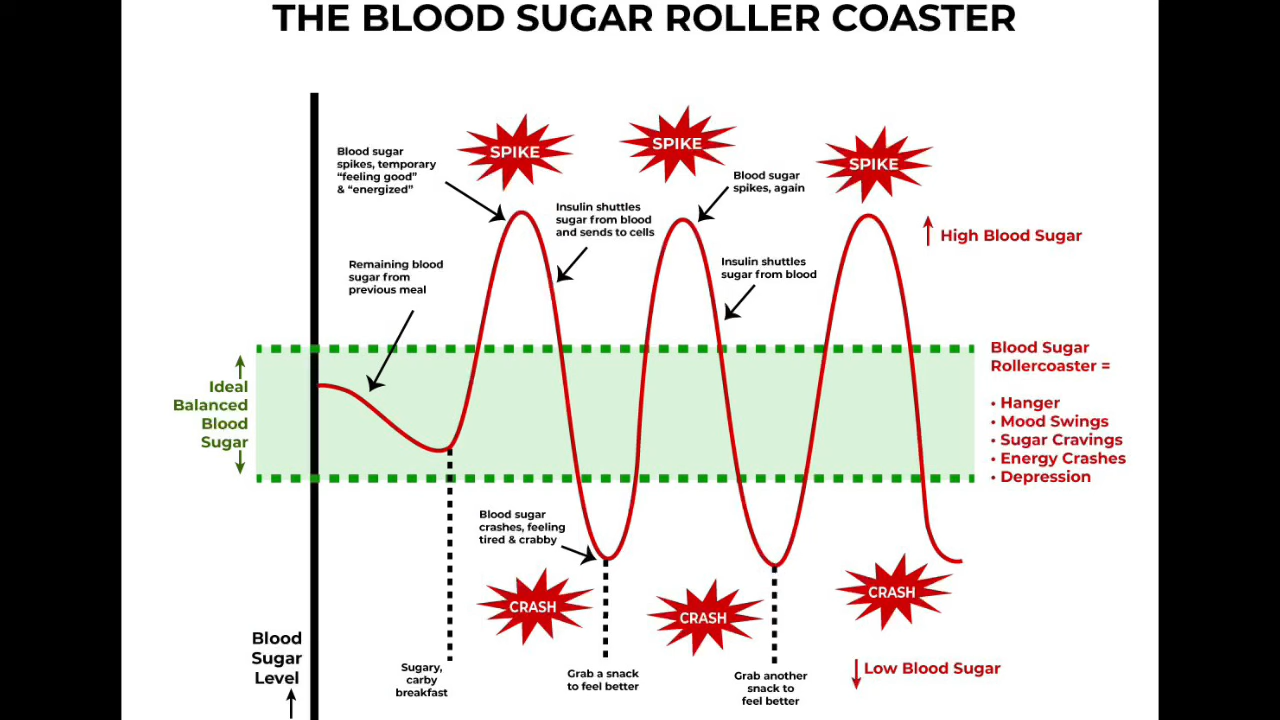 THE BLOOD SUGAR ROLLER COASTER
SPIKE
SPIKE
SPIKE
Blood sugar
spikes, temporary
“feeling good”
& “energized”
Blood sugar
spikes, again
Insulin shuttles
sugar from blood
and sends to cells
High Blood Sugar
Remaining blood
sugar from
previous meal
Insulin shuttles
sugar from blood
Ideal
Balanced
Blood
Sugar
Blood Sugar
Rollercoaster =
• Hanger
• Mood Swings
• Sugar Cravings
• Energy Crashes
• Depression
Blood sugar
crashes, feeling
tired & crabby
CRASH
CRASH
CRASH
Blood
Sugar
Level
Sugary,
carby
breakfast
Grab a snack
to feel better
Grab another
snack to
feel better
Low Blood Sugar